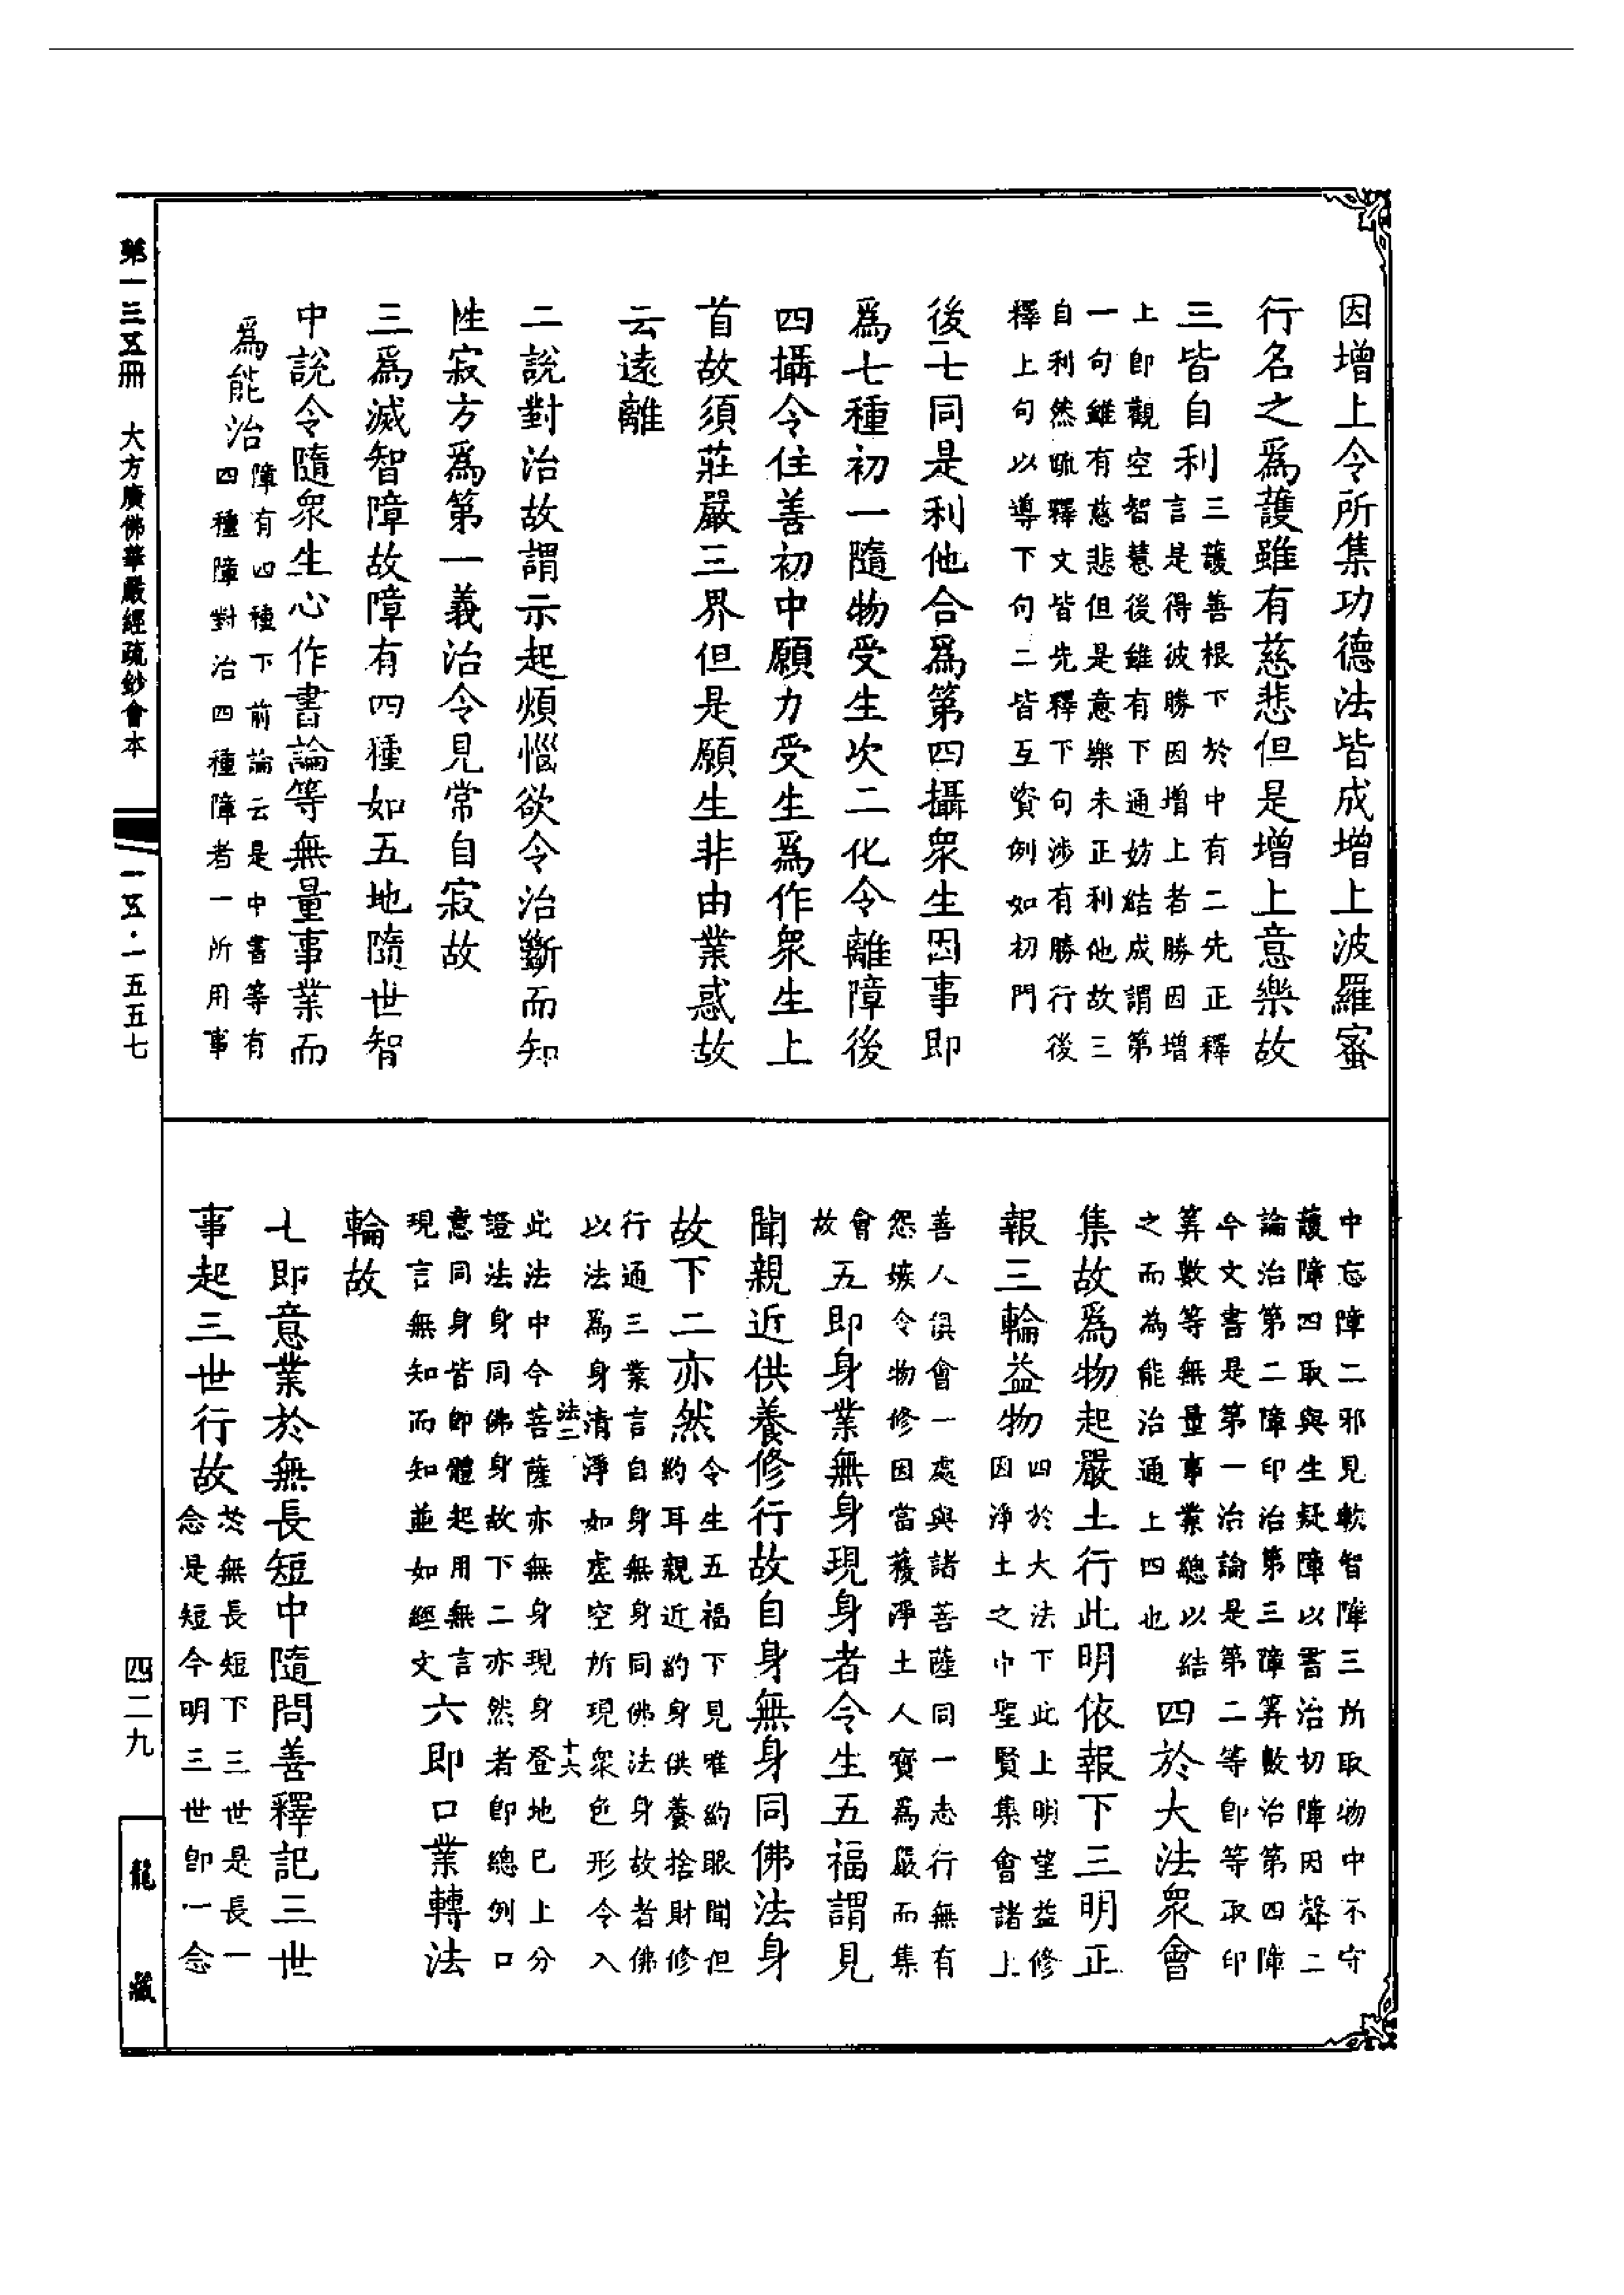 因增上令所集功德法皆成增上波羅蜜
行名之爲護雖有慈悲但是增上意樂故
三皆自利
三護善根下於中有二先正釋
言是得彼勝因增上者勝因增
上即觀空智慧後雖有下通妨結成謂第
一句雖有慈悲但是意樂未正利他故三
自利然疏釋文皆先釋下句涉有勝行後
釋上句以導下句二皆互資例如初門
後七同是利他合爲第四攝衆生因事即
爲七種初一隨物受生次二化令離障後
四攝令住善初中願力受生爲作衆生上
首故須莊嚴三界但是願生非由業惑故
云遠離
二說對治故謂示起煩惱欲令治斷而知
性寂方爲第一義治令見常自寂故
三爲滅智障故障有四種如五地隨世智
中說令隨衆生心作書論等無量事業而
爲能治
障有四種下前論云是中書等有
四種障對治四種障者一所用事
中忘障二邪見軟智障三所取物中不守
護障四取與生疑障以書治初障因聲二
論治第二障印治第三障筭數治第四障
今文書是第一治論是第二等即等取印
筭數等無量事業總以結
之而為能治通上四也
四於大法衆會
集故爲物起嚴土行此明依報下三明正
報三輪益物
四於大法下此上明望益修
因淨土之中聖賢集會諸上
善人俱會一處與諸菩薩同一志行無有
怨嫉令物修因當獲淨土人寶爲嚴而集
會
故
五即身業無身現身者令生五福謂見
聞親近供養修行故自身無身同佛法身
故下二亦然
令生五福下見唯約眼聞但
約耳親近約身供養捨財修
行通三業言自身無身同佛法身故者佛
以法爲身清淨如虛空所現衆色形令入
法二
十六
此法中今菩薩亦無身現身登地已上分
證法身同佛身故下二亦然者即總例口
意同身皆即體起用無言
現言無知而知並如經文
六即口業轉法
輪故
七即意業於無長短中隨問善釋記三世
事起三世行故
於無長短下三世是長一
念是短今明三世即一念
第一三五冊　大方廣佛華嚴經疏鈔會本
一五·一五五七
四二九
龍藏